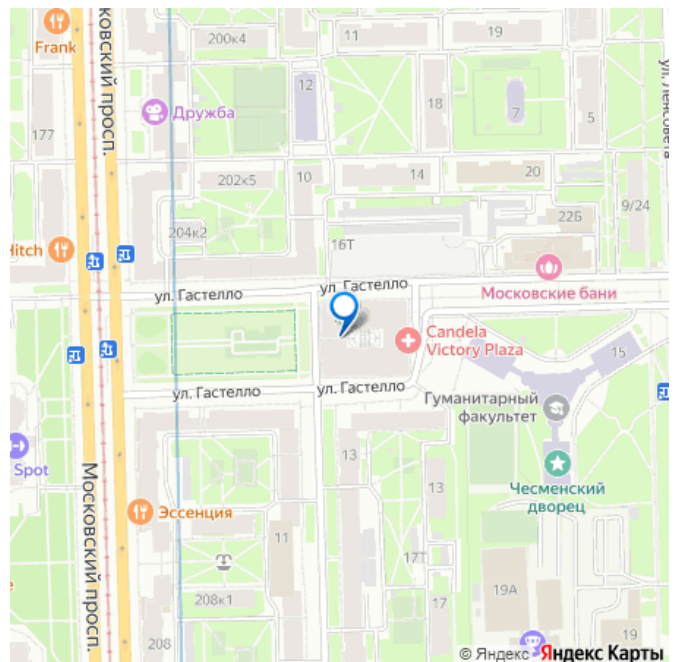 Frank
200к4
11
19
Московский просп.
12
Дружба
18
7
5
ул. Ленсовета
177
202к5
10
14
20
204к2
22Б
9/24
Hitch
16Т
ул. Гастелло
ул. Гастелло
Московские бани
Candela
Victory Plaza
15
ул. Гастелло
ул. Гастелло
Гуманитарный
факультет
Spot
13
13
Чесменский
дворец
Московский просп.
Эссенция
11
17Т
19А
208к1
17
208
19
© Яндекс Яндекс Карты